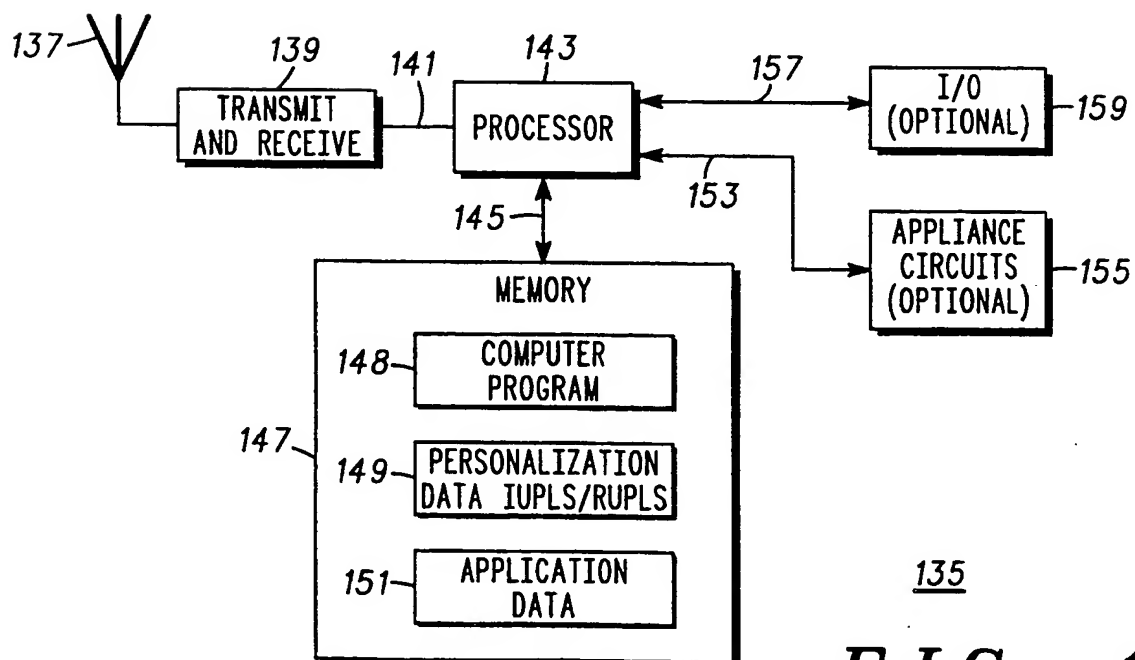 137
139
TRANSMIT
AND RECEIVE
141
143
PROCESSOR
157
I/O
(OPTIONAL)
159
153
APPLIANCE
CIRCUITS
(OPTIONAL)
155
145
MEMORY
148
COMPUTER
PROGRAM
147
149
PERSONALIZATION
DATA IUPLS/RUPLS
151
APPLICATION
DATA
135